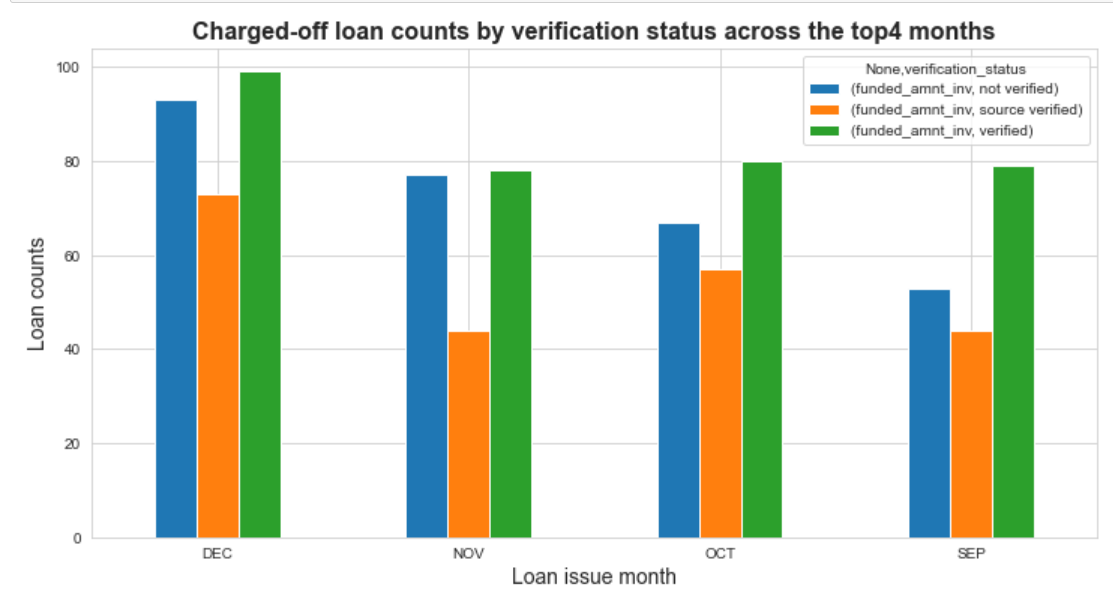 Charged-off loan counts by verification status across the top4 months
None,verification_status
(funded_amnt_inv, not verified)
(funded_amnt_inv, source verified)
(funded_amnt_inv, verified)
Loan counts
100
80
60
40
20
0
DEC
NOV
OCT
SEP
Loan issue month